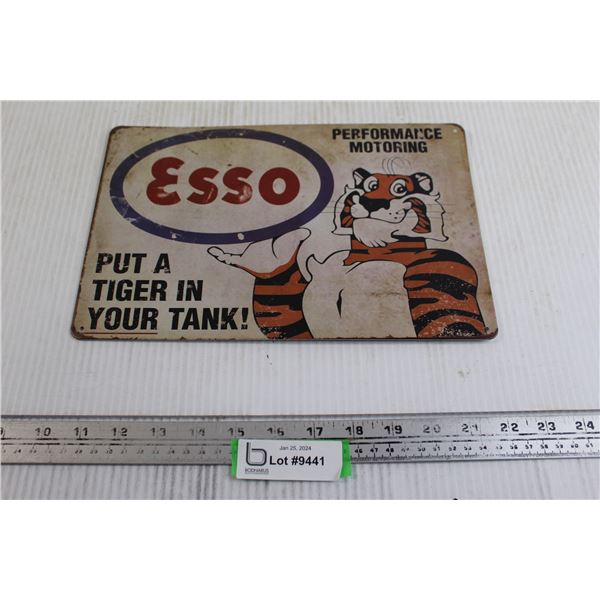 PERFORMANCE
MOTORING
Esso
PUT A
TIGER IN
YOUR TANK!
10 11 12 13 14 15 16 17 18 19 20 21 22 23 24
Jan 25, 2024
Lot #9441
BODNARUS